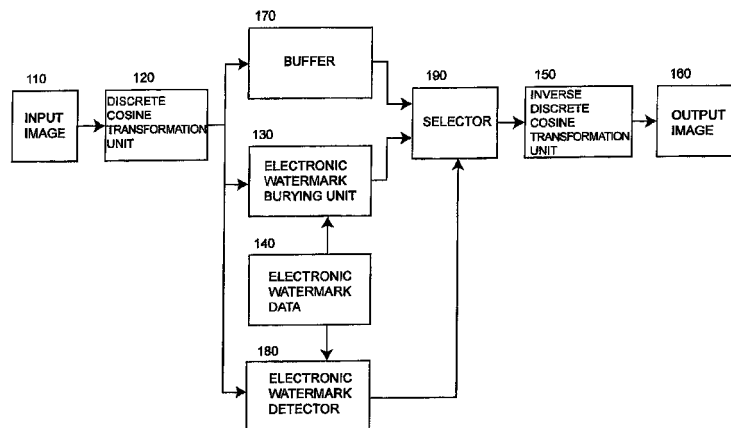 170
BUFFER
110
INPUT
IMAGE
120
DISCRETE
COSINE
TRANSFORMATION
UNIT
190
SELECTOR
150
INVERSE
DISCRETE
COSINE
TRANSFORMATION
UNIT
160
OUTPUT
IMAGE
130
ELECTRONIC
WATERMARK
BURYING UNIT
140
ELECTRONIC
WATERMARK
DATA
180
ELECTRONIC
WATERMARK
DETECTOR